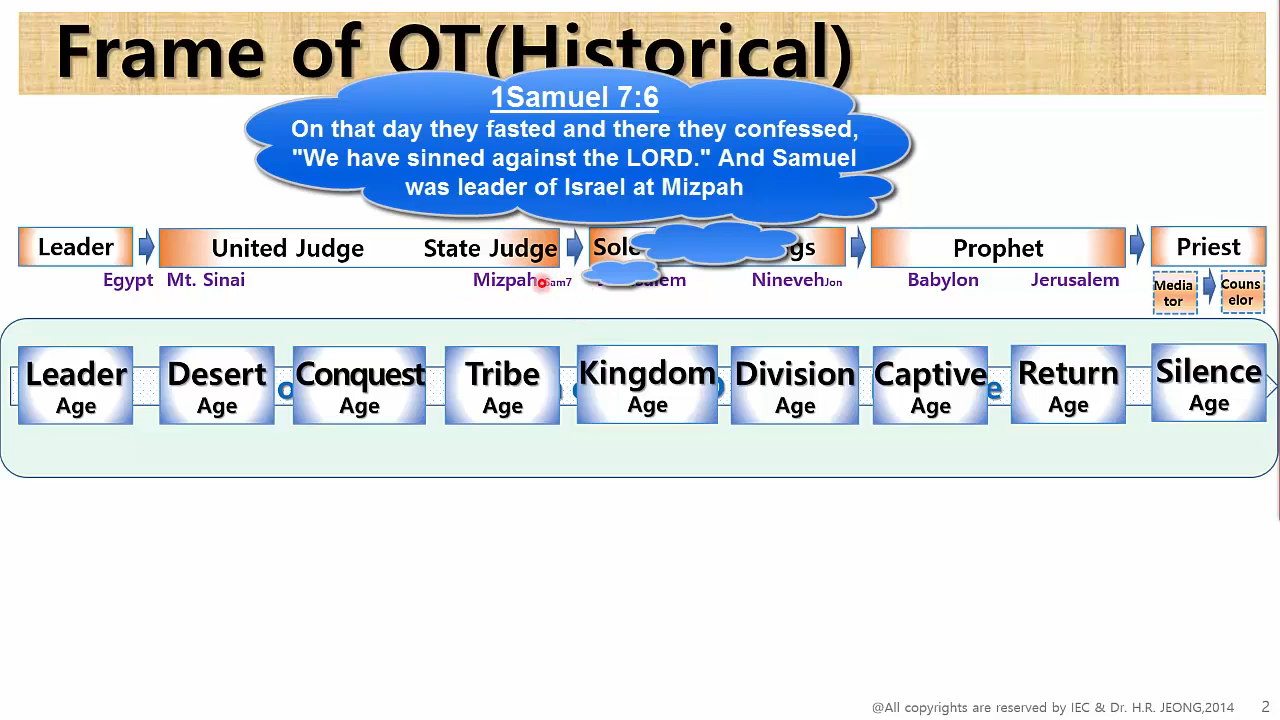 Frame of OT(Historical)
1Samuel 7:6
On that day they fasted and there they confessed,
"We have sinned against the LORD." And Samuel
was leader of Israel at Mizpah
Leader
United Judge
State Judge
Prophet
Priest
Egypt
Mt. Sinai
Mizpah
Nineveh Jon
Babylon
Jerusalem
Media
tor
Couns
elor
Leader
Age
Desert
Age
Conquest
Age
Tribe
Age
Kingdom
Age
Division
Age
Captive
Age
Return
Age
Silence
Age
@All copyrights are reserved by IEC & Dr. H.R. JEONG,2014
2